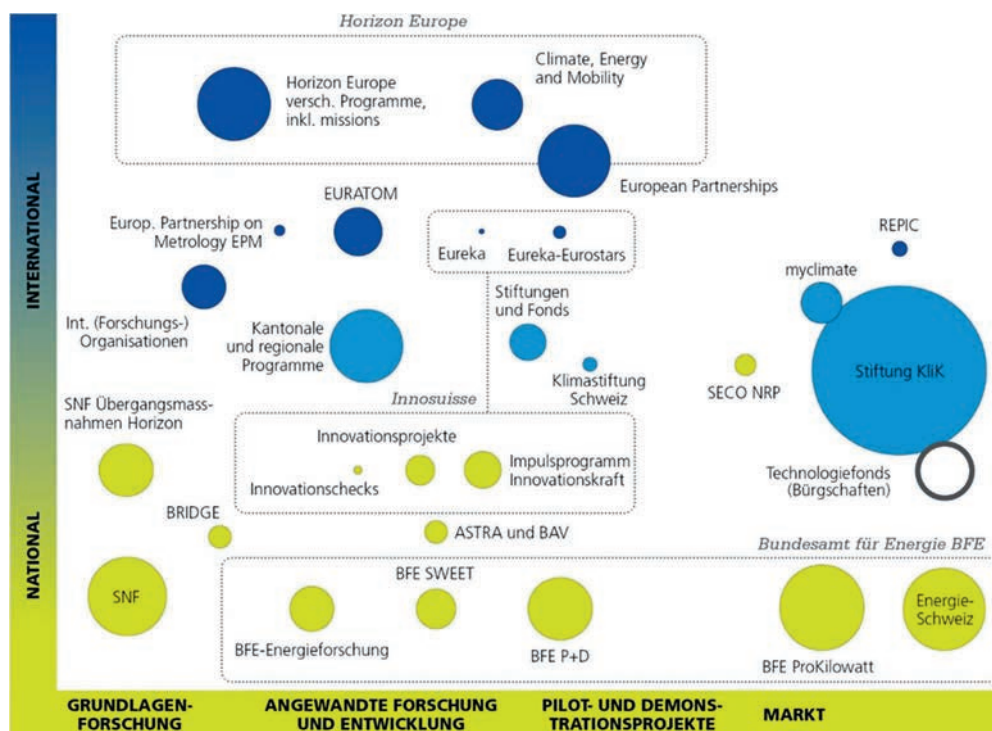 Horizon Europe
Horizon Europe
versch. Programme,
inkl. missions
Climate, Energy
and Mobility
European Partnerships
EURATOM
Europ. Partnership on
Metrology EPM
Eureka
Eureka-Eurostars
REPIC
myclimate
Int. (Forschungs-)
Organisationen
Kantonale
und regionale
Programme
Stiftungen
und Fonds
Klimastiftung
Schweiz
SECO NRP
Stiftung KliK
SNF Übergangsmass-
nahmen Horizon
Innosuisse
Innovationsprojekte
Innovationschecks
Impulsprogramm
Innovationskraft
Technologiefonds
(Bürgschaften)
BRIDGE
ASTRA und BAV
Bundesamt für Energie BFE
SNF
BFE-Energieforschung
BFE SWEET
BFE P+D
BFE ProKilowatt
Energie-
Schweiz
INTERNATIONAL
NATIONAL
GRUNDLAGEN-
FORSCHUNG
ANGEWANDTE FORSCHUNG
UND ENTWICKLUNG
PILOT- UND DEMONS-
TRATIONSPROJEKTE
MARKT